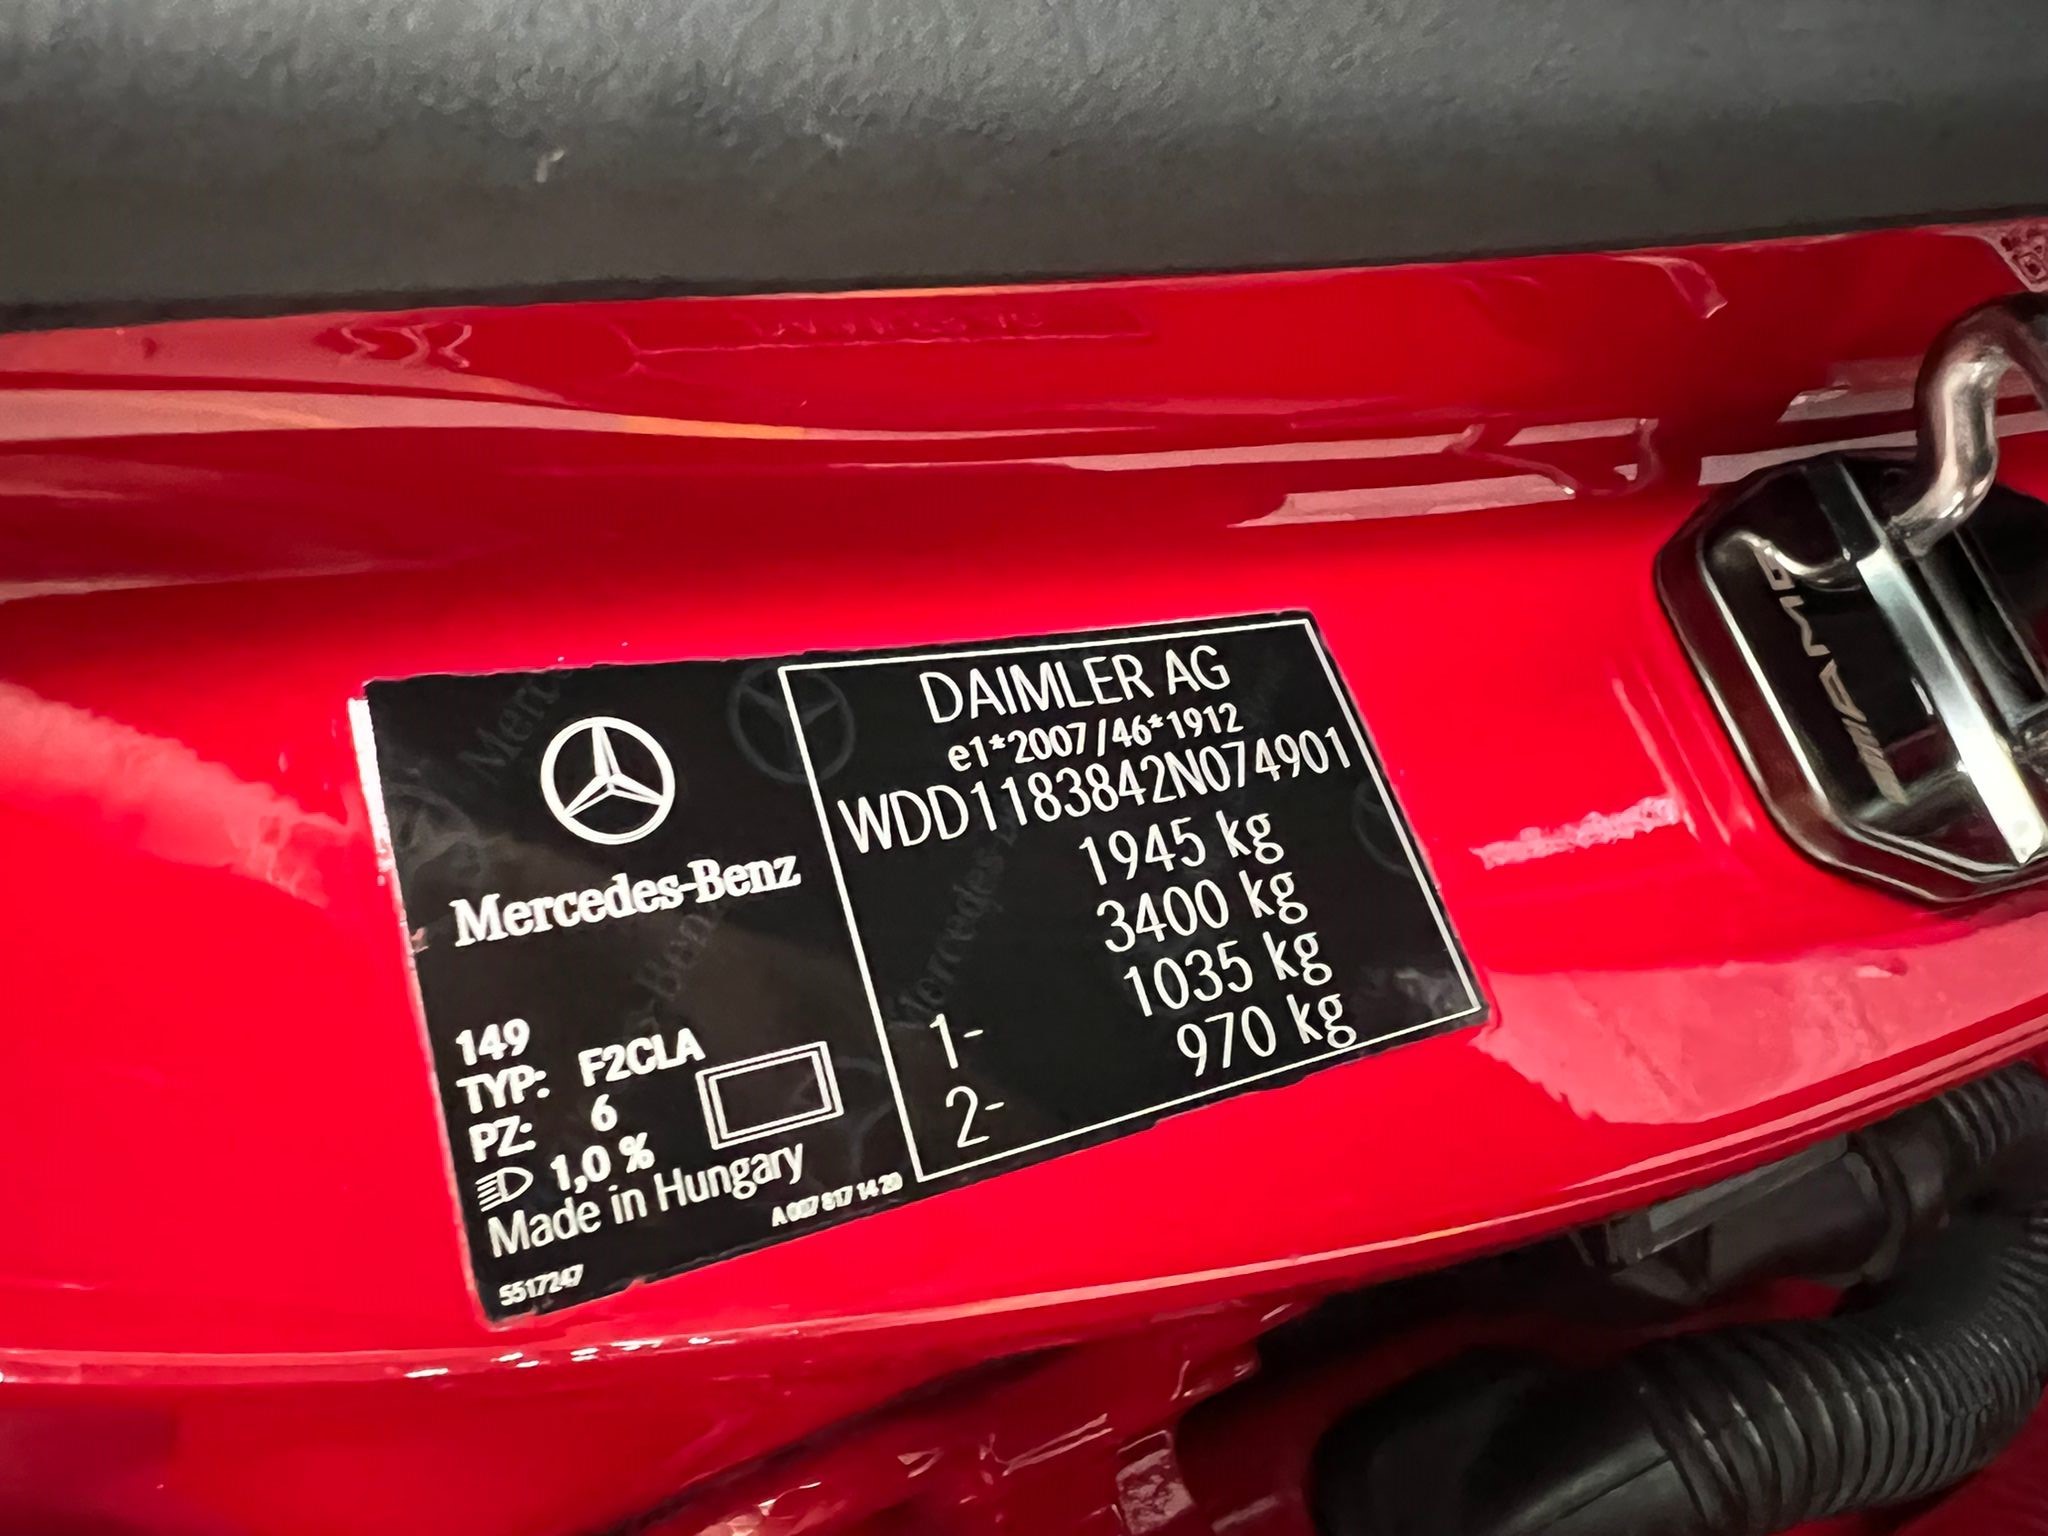 Mercedes-Benz
149
TYP: F2CLA
PZ: 6
1,0 %
Made in Hungary
A 007 817 14 20
5517247
DAIMLER AG
e1*2007/46*1912
WDD1183842N074901
1945 kg
3400 kg
1- 1035 kg
2- 970 kg
AMG